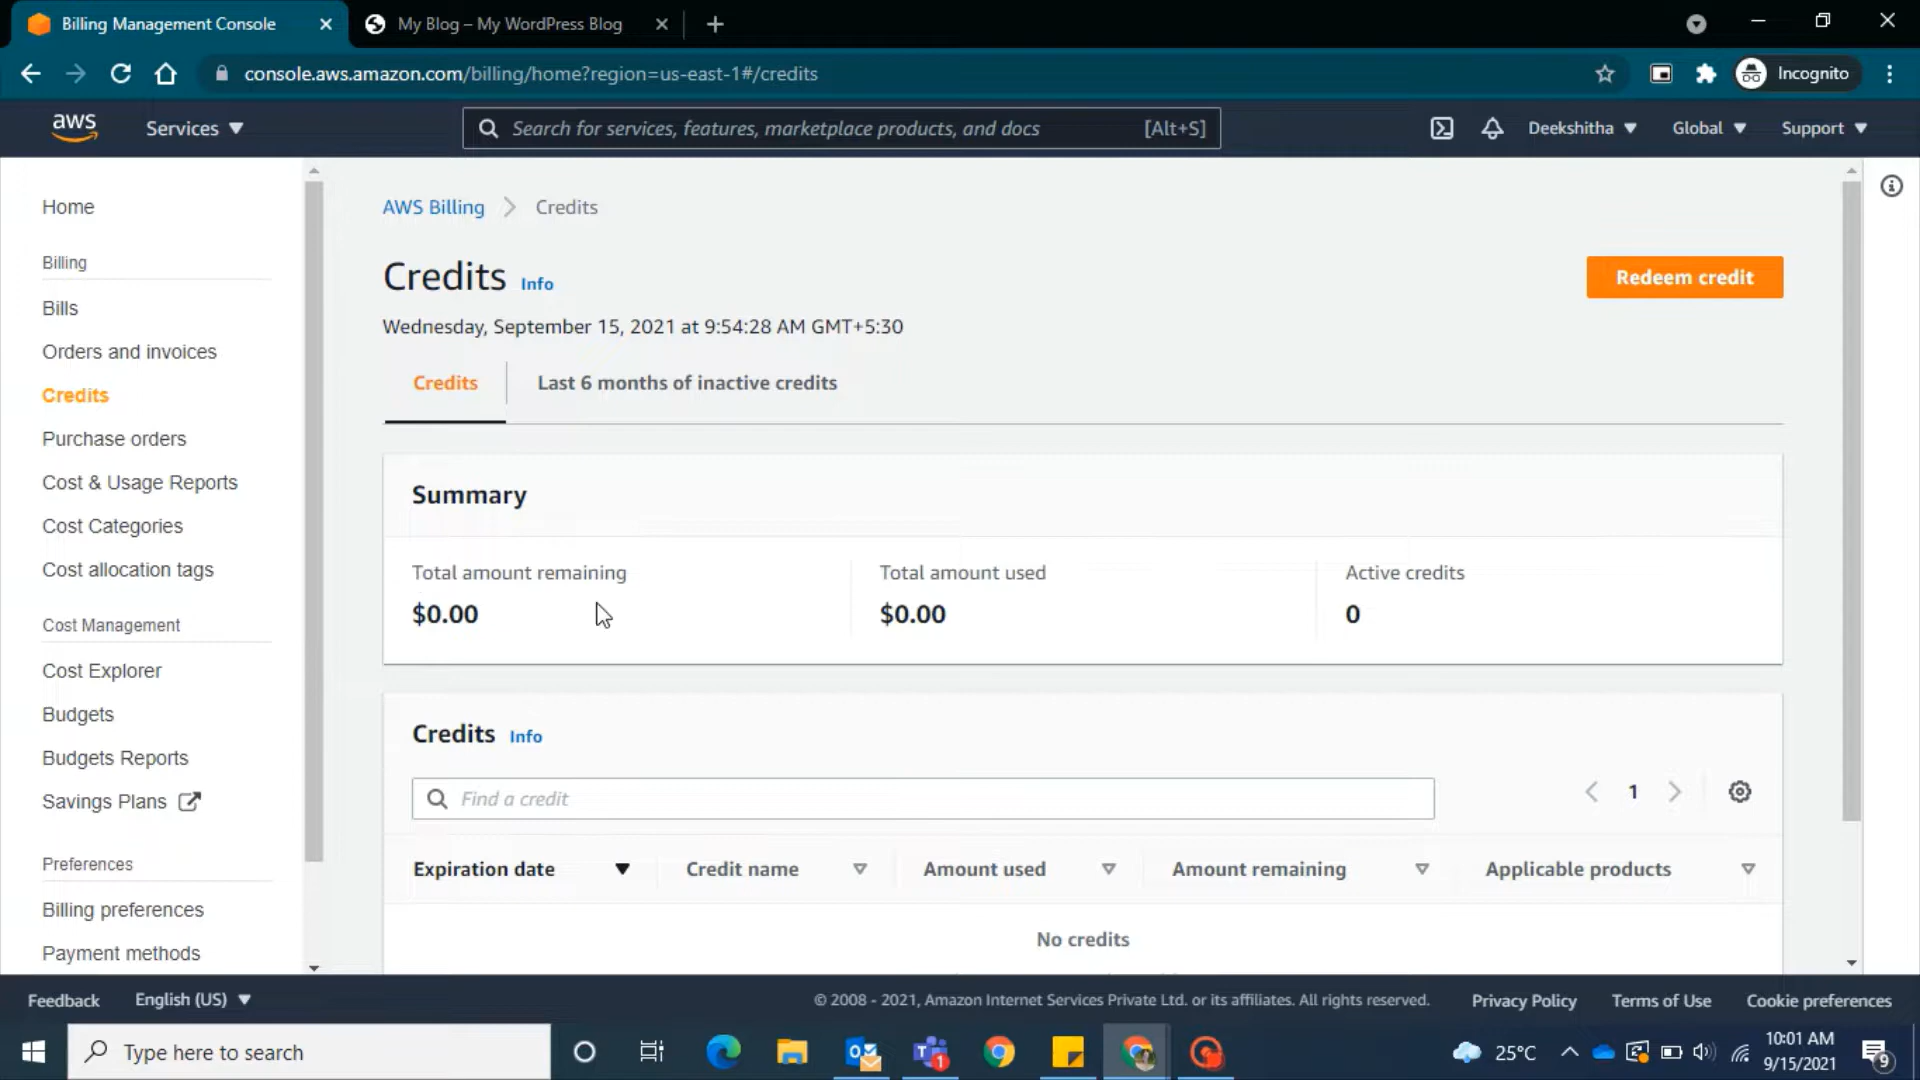 Billing Management Console
My Blog – My WordPress Blog
console.aws.amazon.com/billing/home?region=us-east-1#/credits
Incognito
aws
Services
Search for services, features, marketplace products, and docs
[Alt+S]
Deekshitha
Global
Support
Home
Billing
Bills
Orders and invoices
Credits
Purchase orders
Cost & Usage Reports
Cost Categories
Cost allocation tags
Cost Management
Cost Explorer
Budgets
Budgets Reports
Savings Plans
Preferences
Billing preferences
Payment methods
AWS Billing
Credits
Credits Info
Redeem credit
Wednesday, September 15, 2021 at 9:54:28 AM GMT+5:30
Credits
Last 6 months of inactive credits
Summary
Total amount remaining
$0.00
Total amount used
$0.00
Active credits
0
Credits Info
Find a credit
1
Expiration date
Credit name
Amount used
Amount remaining
Applicable products
No credits
Feedback
English (US)
© 2008 - 2021, Amazon Internet Services Private Ltd. or its affiliates. All rights reserved.
Privacy Policy
Terms of Use
Cookie preferences
Type here to search
1
25°C
10:01 AM
9/15/2021
9